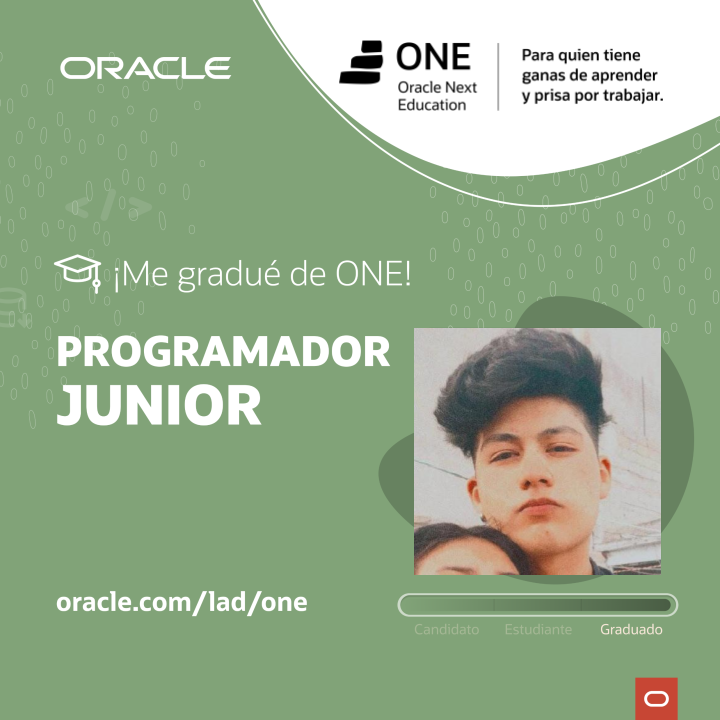 ORACLE
ONE
Oracle Next
Education
Para quien tiene
ganas de aprender
y prisa por trabajar.
</>
¡Me gradué de ONE!
PROGRAMADOR
JUNIOR
oracle.com/lad/one
Candidato Estudiante Graduado